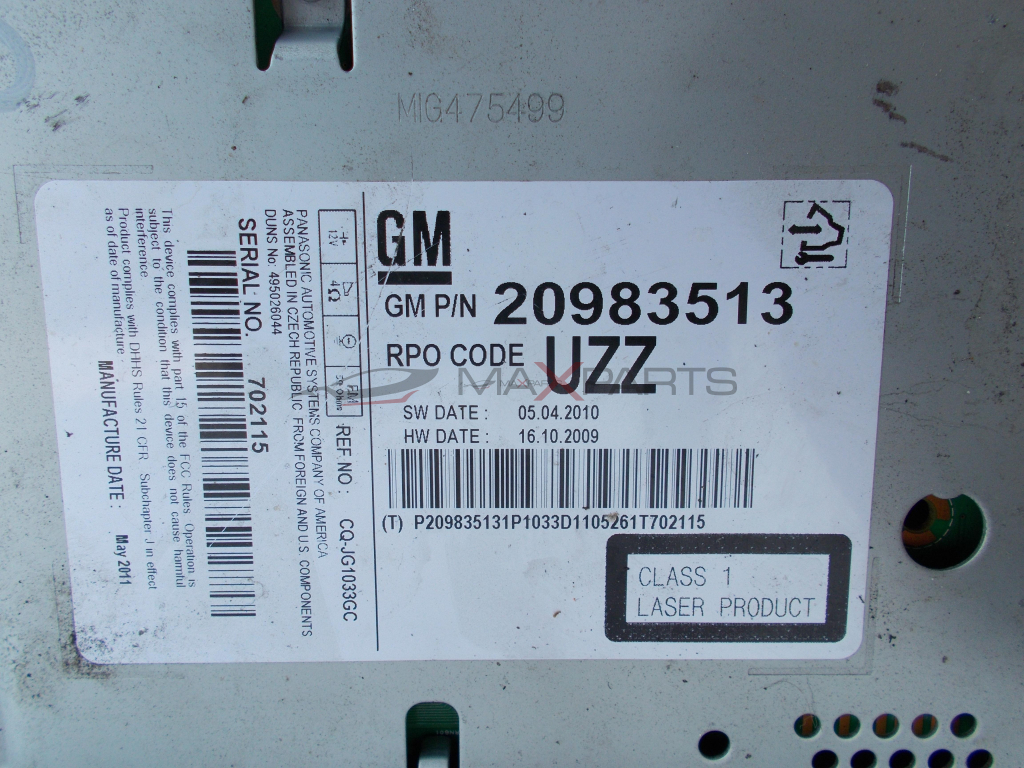 MIG475499
GM
GM P/N 20983513
RPO CODE UZZ
MAXPARTS
SW DATE : 05.04.2010
HW DATE : 16.10.2009
(T) P209835131P1033D1105261T702115
CLASS 1
LASER PRODUCT
12V 4Ω FM
REF NO : CQ-JG1033GC
PANASONIC AUTOMOTIVE SYSTEMS COMPANY OF AMERICA
ASSEMBLED IN CZECH REPUBLIC FROM FOREIGN AND U.S. COMPONENTS
DUNS No 495026044
SERIAL NO. 702115
This device complies with part 15 of the FCC Rules. Operation is
subject to the condition that this device does not cause harmful
interference.
Product complies with DHHS Rules 21 CFR Subchapter J in effect
as of date of manufacture.
MANUFACTURE DATE : May 2011